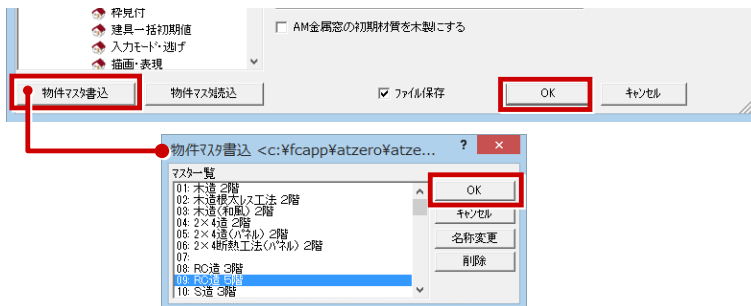 枠見付
建具一括初期値
入力モード・逃げ
描画・表現
AM金属窓の初期材質を木製にする
物件マスタ書込
物件マスタ読込
ファイル保存
OK
キャンセル
物件マスタ書込 <c:¥fcapp¥atzero¥atze...
?
×
マスター覧
01: 木造 2階
02: 木造根太レス工法 2階
03: 木造(和風) 2階
04: 2×4造 2階
05: 2×4造(パネル) 2階
06: 2×4断熱工法(パネル) 2階
07:
08: RC造 3階
09: RC造 5階
10: S造 3階
OK
キャンセル
名称変更
削除